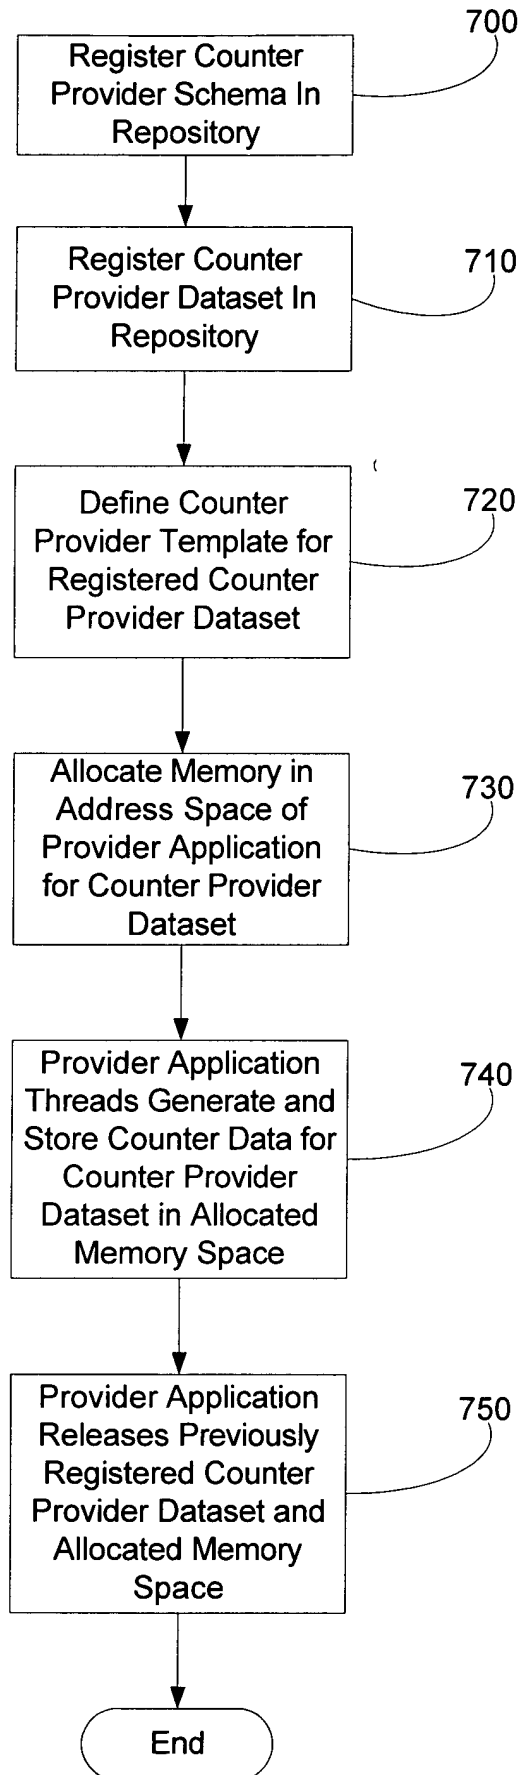 700
Register Counter
Provider Schema In
Repository
710
Register Counter
Provider Dataset In
Repository
720
Define Counter
Provider Template for
Registered Counter
Provider Dataset
730
Allocate Memory in
Address Space of
Provider Application
for Counter Provider
Dataset
740
Provider Application
Threads Generate and
Store Counter Data for
Counter Provider
Dataset in Allocated
Memory Space
750
Provider Application
Releases Previously
Registered Counter
Provider Dataset and
Allocated Memory
Space
End